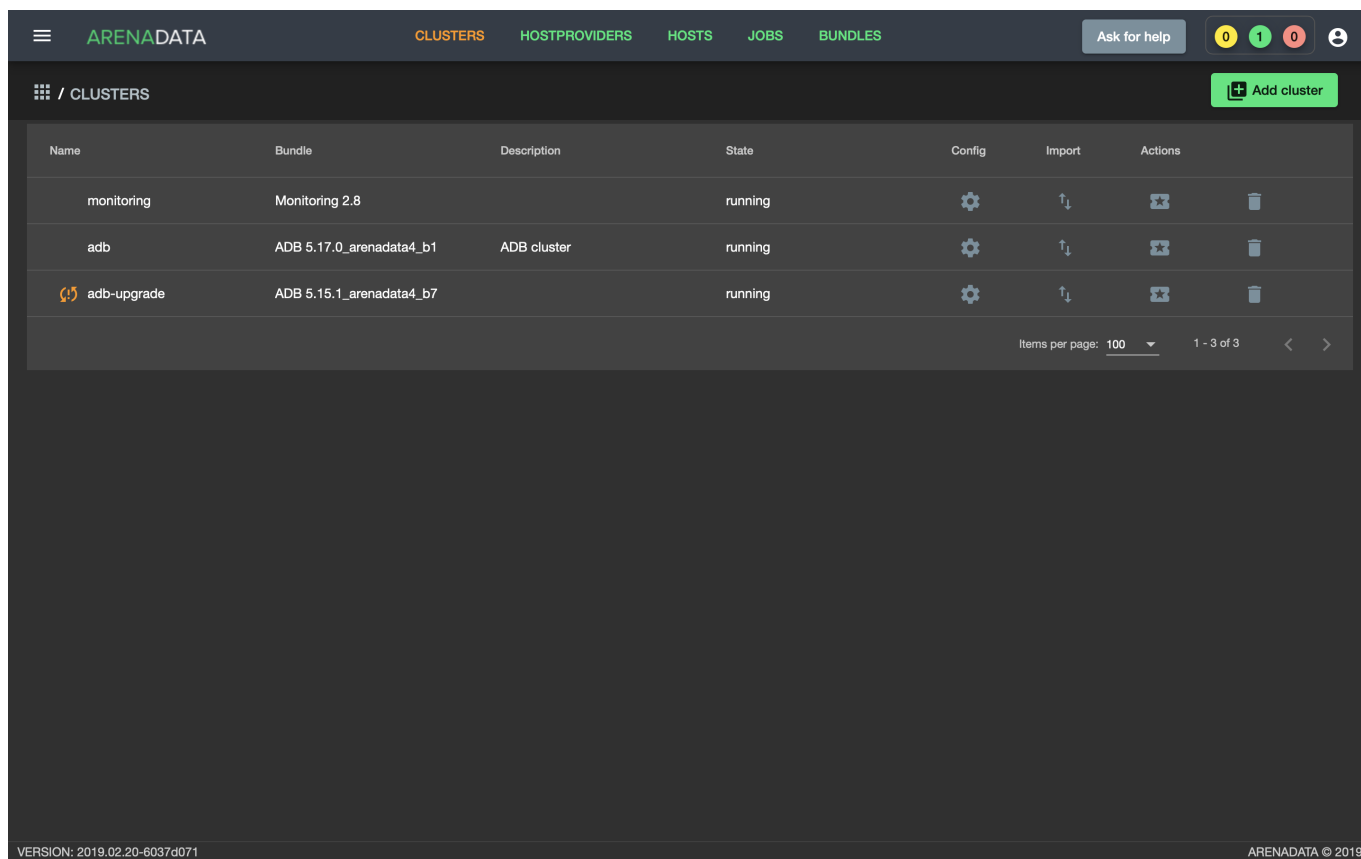 ARENADATA CLUSTERS HOSTPROVIDERS HOSTS JOBS BUNDLES Ask for help 0 1 0
/ CLUSTERS Add cluster
Name Bundle Description State Config Import Actions
monitoring Monitoring 2.8 running
adb ADB 5.17.0_arenadata4_b1 ADB cluster running
adb-upgrade ADB 5.15.1_arenadata4_b7 running
Items per page: 100 1 - 3 of 3
VERSION: 2019.02.20-6037d071 ARENADATA © 2019